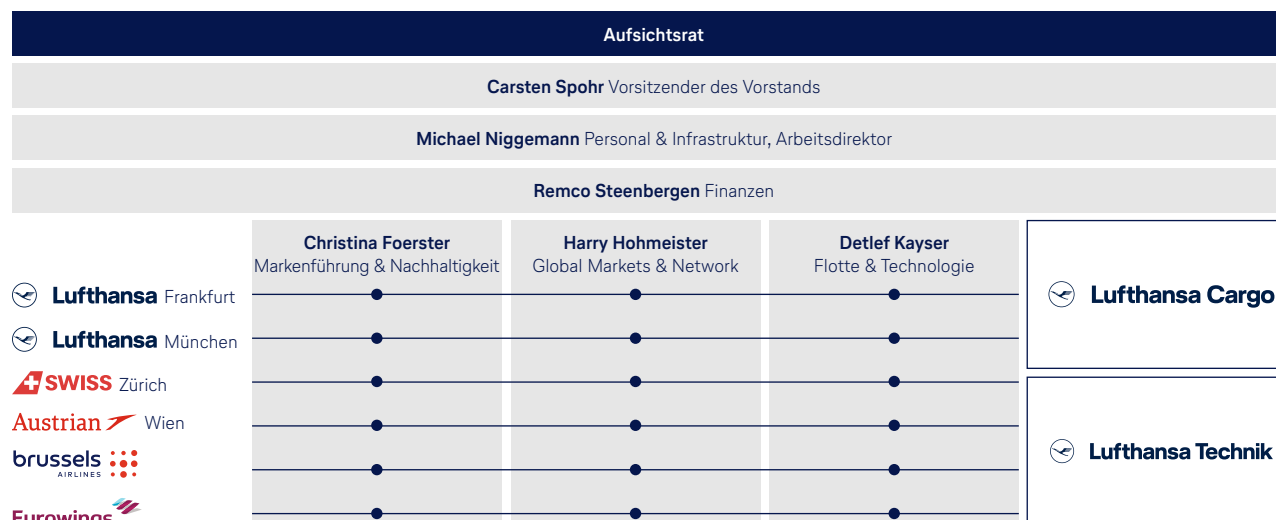 Aufsichtsrat
Carsten Spohr Vorsitzender des Vorstands
Michael Niggemann Personal & Infrastruktur, Arbeitsdirektor
Remco Steenbergen Finanzen
Christina Foerster
Markenführung & Nachhaltigkeit
Harry Hohmeister
Global Markets & Network
Detlef Kayser
Flotte & Technologie
Lufthansa Frankfurt
Lufthansa München
SWISS Zürich
Austrian Wien
brussels
AIRLINES
Eurowings
Lufthansa Cargo
Lufthansa Technik